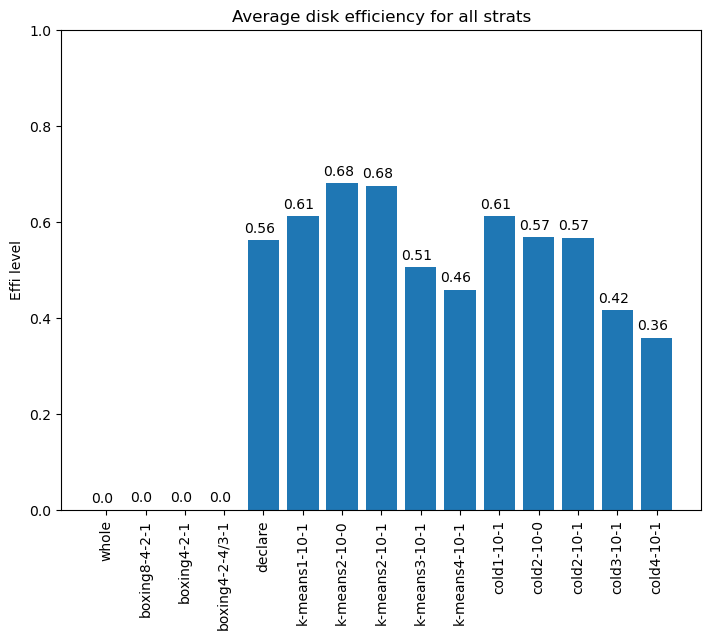 Average disk efficiency for all strats
Effi level
1.0
0.8
0.6
0.4
0.2
0.0
0.0
0.0
0.0
0.0
0.56
0.61
0.68
0.68
0.51
0.46
0.61
0.57
0.57
0.42
0.36
whole
boxing8-4-2-1
boxing4-2-1
boxing4-2-4/3-1
declare
k-means1-10-1
k-means2-10-0
k-means2-10-1
k-means3-10-1
k-means4-10-1
cold1-10-1
cold2-10-0
cold2-10-1
cold3-10-1
cold4-10-1